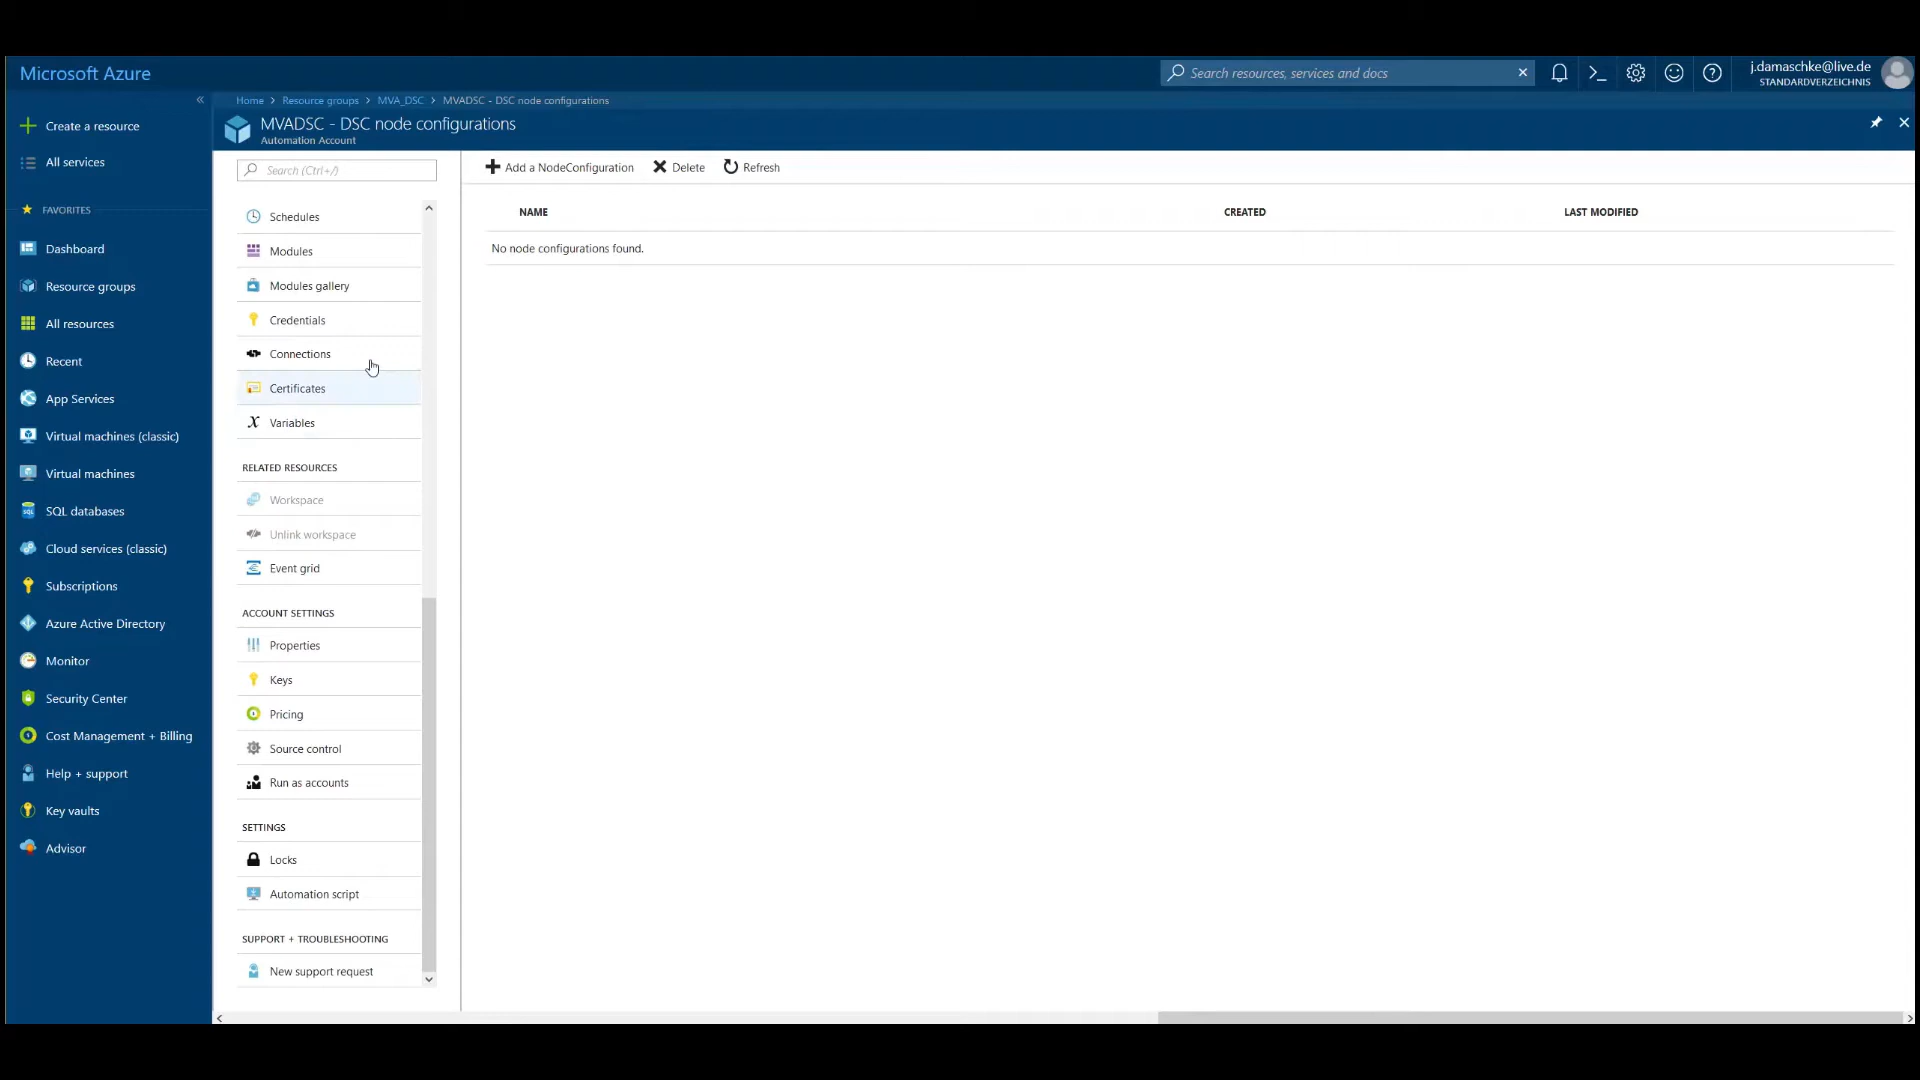 Microsoft Azure
Search resources, services and docs
j.damaschke@live.de
STANDARDVERZEICHNIS
Home > Resource groups > MVA_DSC > MVADSC - DSC node configurations
MVADSC - DSC node configurations
Automation Account
Create a resource
All services
FAVORITES
Dashboard
Resource groups
All resources
Recent
App Services
Virtual machines (classic)
Virtual machines
SQL databases
Cloud services (classic)
Subscriptions
Azure Active Directory
Monitor
Security Center
Cost Management + Billing
Help + support
Key vaults
Advisor
Search (Ctrl+/)
Schedules
Modules
Modules gallery
Credentials
Connections
Certificates
Variables
RELATED RESOURCES
Workspace
Unlink workspace
Event grid
ACCOUNT SETTINGS
Properties
Keys
Pricing
Source control
Run as accounts
SETTINGS
Locks
Automation script
SUPPORT + TROUBLESHOOTING
New support request
Add a NodeConfiguration Delete Refresh
NAME CREATED LAST MODIFIED
No node configurations found.